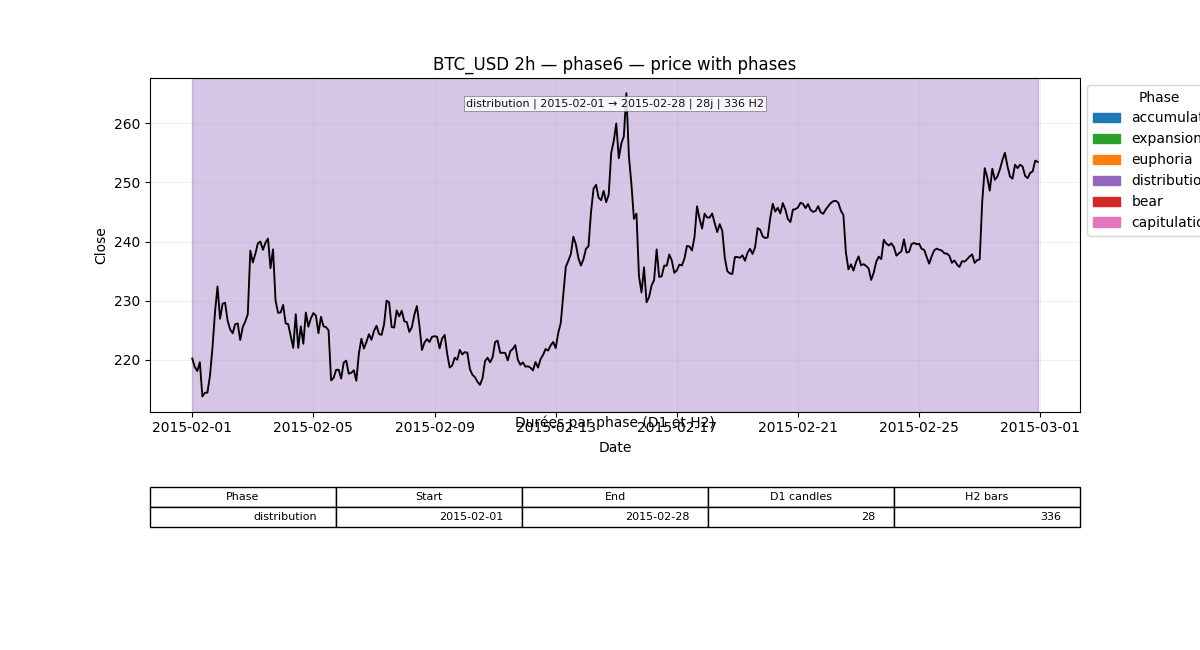 BTC_USD 2h — phase6 — price with phases
distribution | 2015-02-01 → 2015-02-28 | 28j | 336 H2
Phase
accumulat
expansion
euphoria
distributio
bear
capitulatio
Close
260
250
240
230
220
2015-02-01 2015-02-05 2015-02-09 2015-02-13 2015-02-17 2015-02-21 2015-02-25 2015-03-01
Durées par phase (D1 et H2)
Date
Phase Start End D1 candles H2 bars
distribution 2015-02-01 2015-02-28 28 336